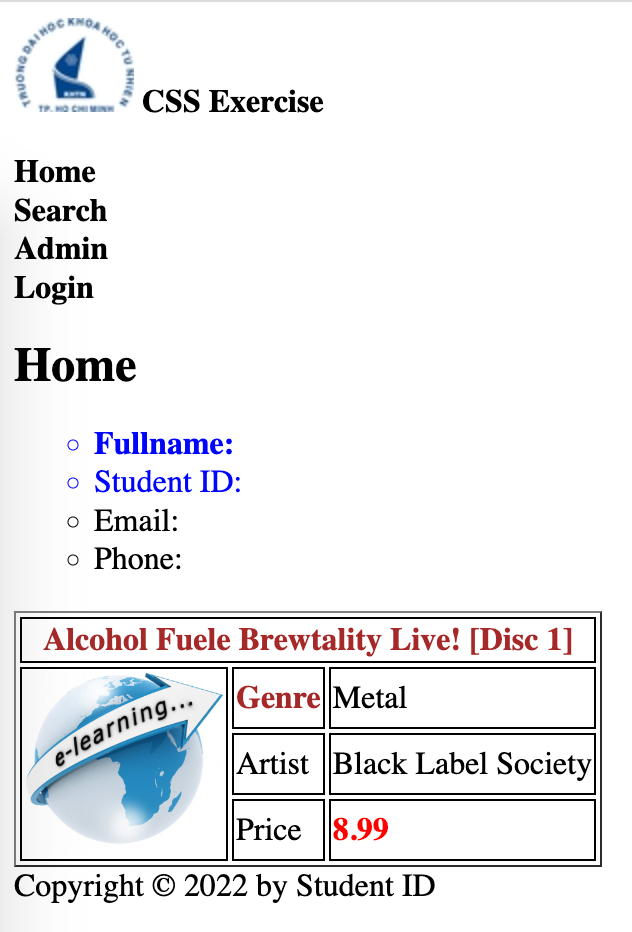 TRƯỜNG ĐẠI HỌC KHOA HỌC TỰ NHIÊN
KHTN
TP. HO CHI MINH
CSS Exercise
Home
Search
Admin
Login
Home
Fullname:
Student ID:
Email:
Phone:
Alcohol Fuele Brewtality Live! [Disc 1]
e-learning...
Genre Metal
Artist Black Label Society
Price 8.99
Copyright © 2022 by Student ID